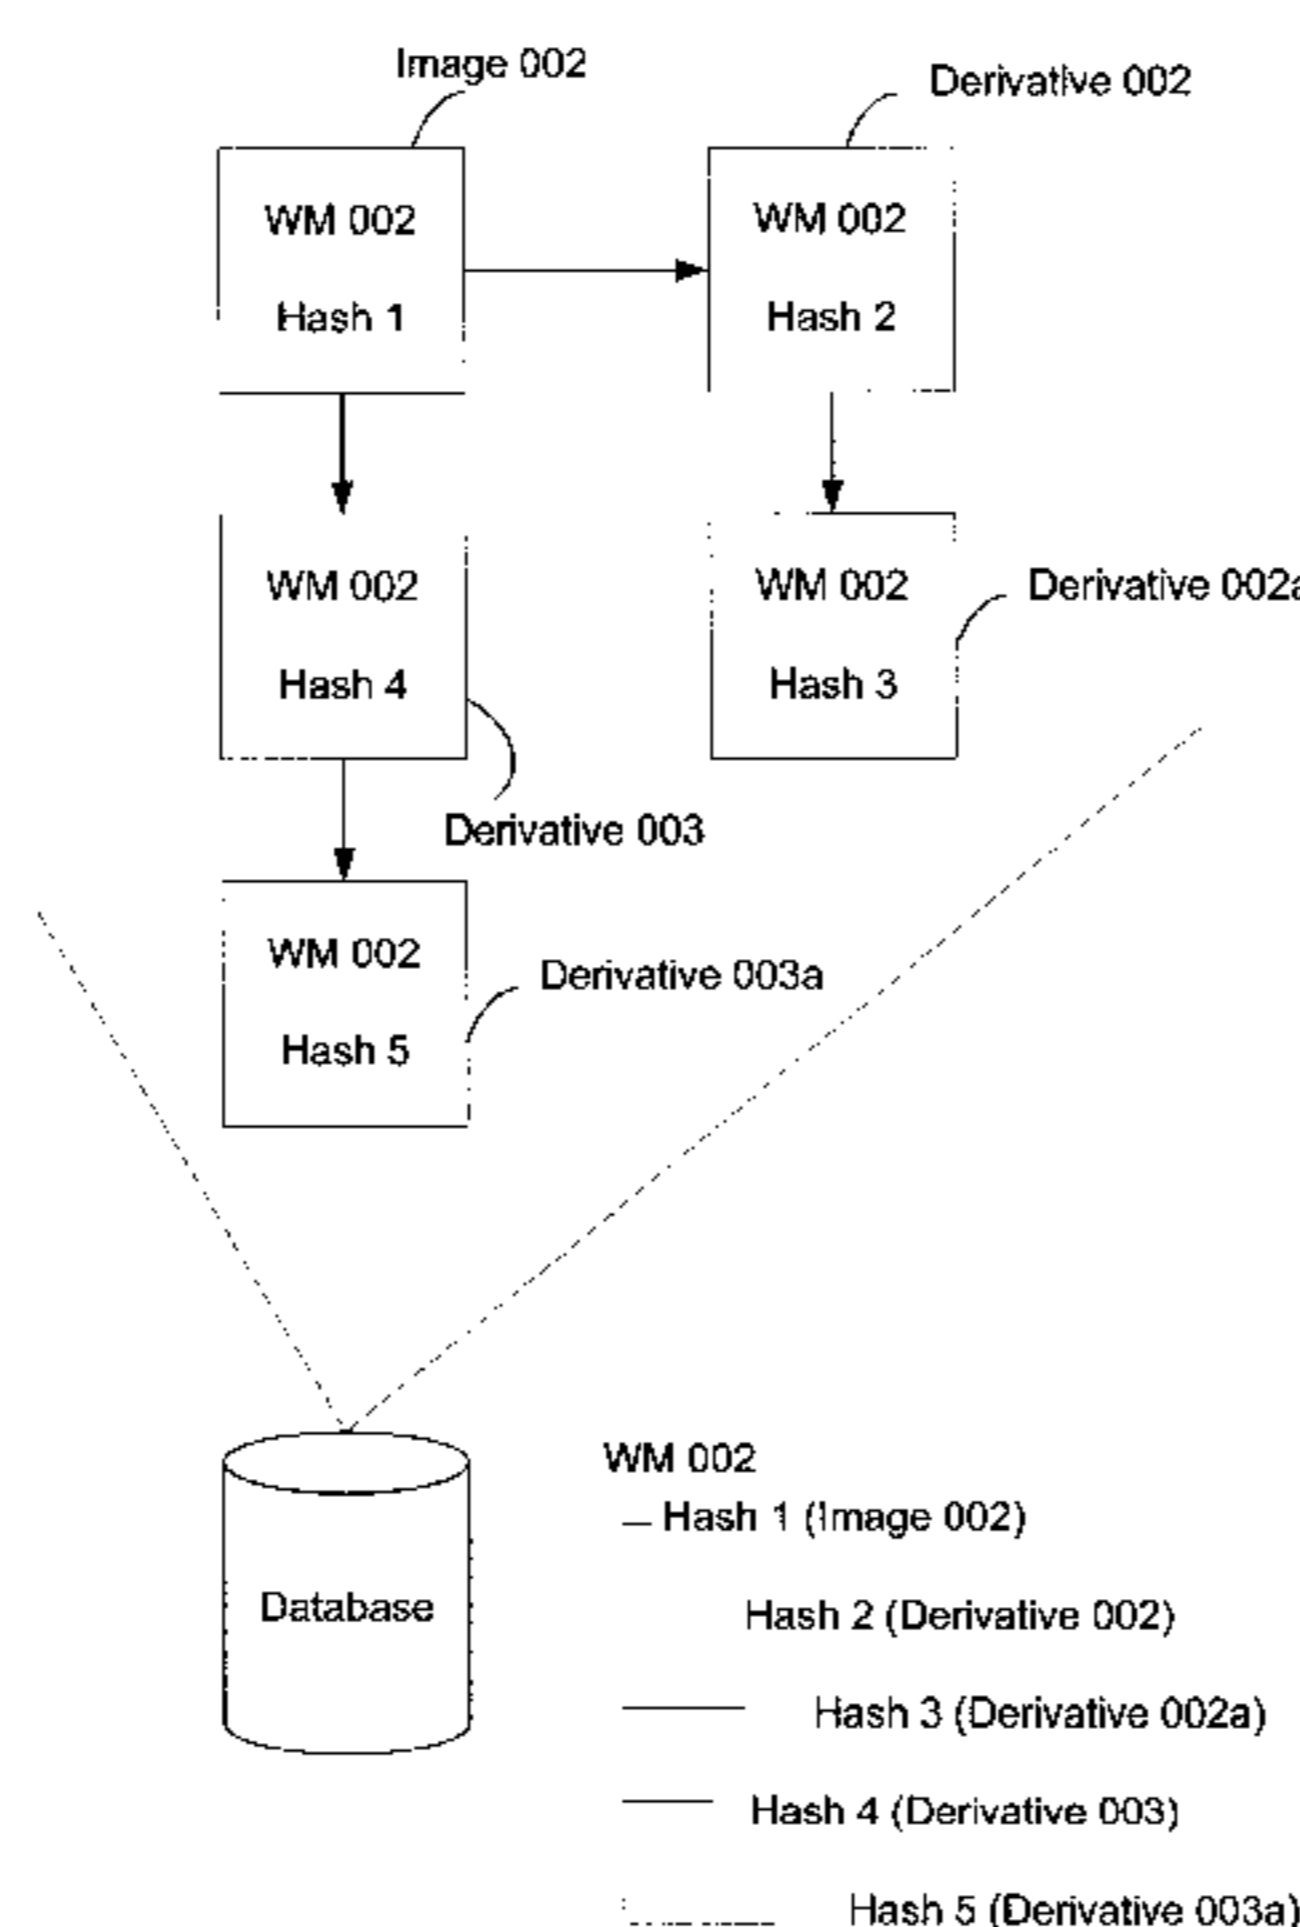 Image 002
Derivative 002
WM 002
Hash 1
WM 002
Hash 2
WM 002
Hash 4
WM 002
Hash 3
Derivative 002a
Derivative 003
WM 002
Hash 5
Derivative 003a
Database
WM 002
Hash 1 (Image 002)
Hash 2 (Derivative 002)
Hash 3 (Derivative 002a)
Hash 4 (Derivative 003)
Hash 5 (Derivative 003a)